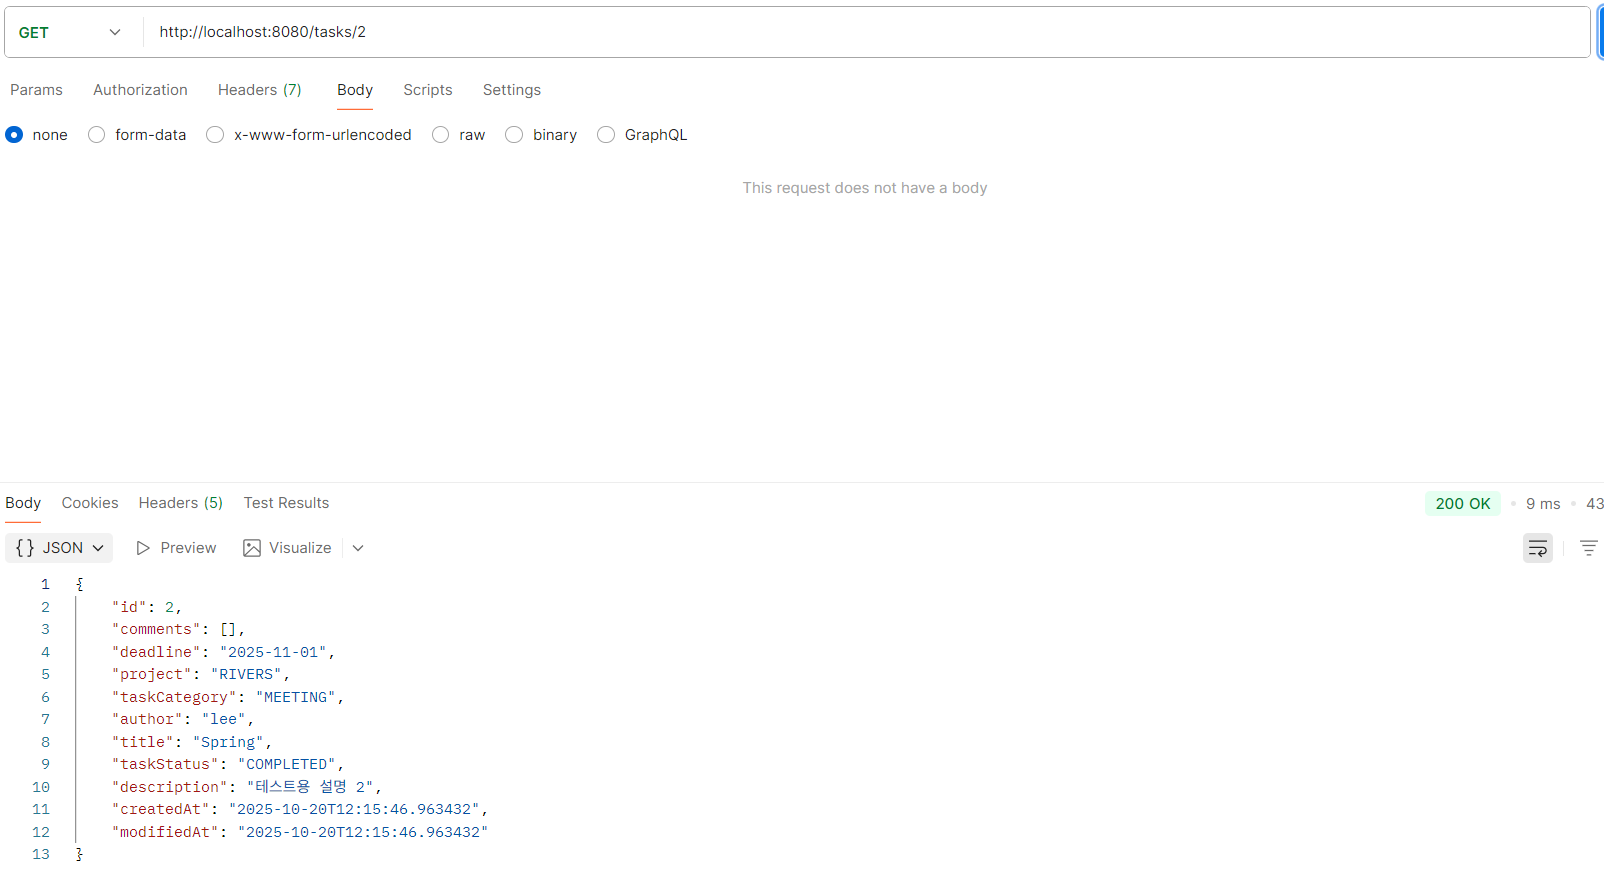 GET http://localhost:8080/tasks/2
Params Authorization Headers (7) Body Scripts Settings
none form-data x-www-form-urlencoded raw binary GraphQL
This request does not have a body
Body Cookies Headers (5) Test Results 200 OK • 9 ms • 43
{} JSON Preview Visualize
1 {
2 "id": 2,
3 "comments": [],
4 "deadline": "2025-11-01",
5 "project": "RIVERS",
6 "taskCategory": "MEETING",
7 "author": "lee",
8 "title": "Spring",
9 "taskStatus": "COMPLETED",
10 "description": "테스트용 설명 2",
11 "createdAt": "2025-10-20T12:15:46.963432",
12 "modifiedAt": "2025-10-20T12:15:46.963432"
13 }